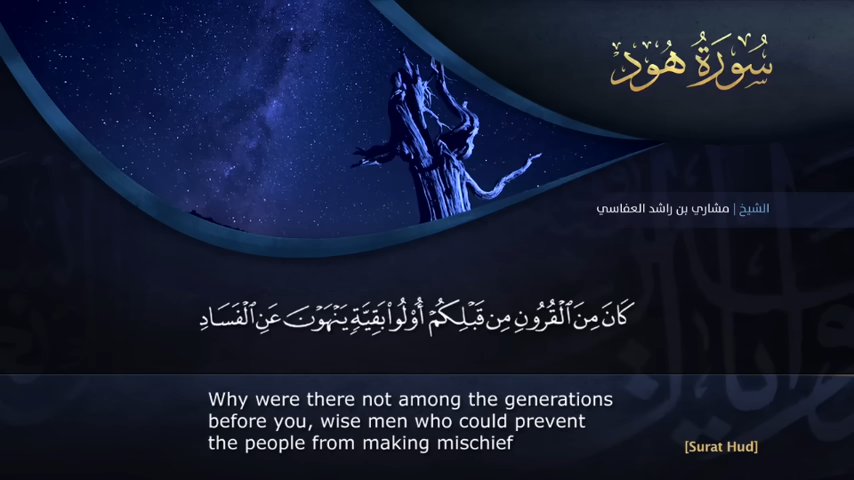 سُورَةُ هُودٍ
الشيخ | مشاري بن راشد العفاسي
كَانَ مِنَ ٱلْقُرُونِ مِن قَبْلِكُمْ أُو۟لُوا۟ بَقِيَّةٍ يَنْهَوْنَ عَنِ ٱلْفَسَادِ
Why were there not among the generations
before you, wise men who could prevent
the people from making mischief
[Surat Hud]